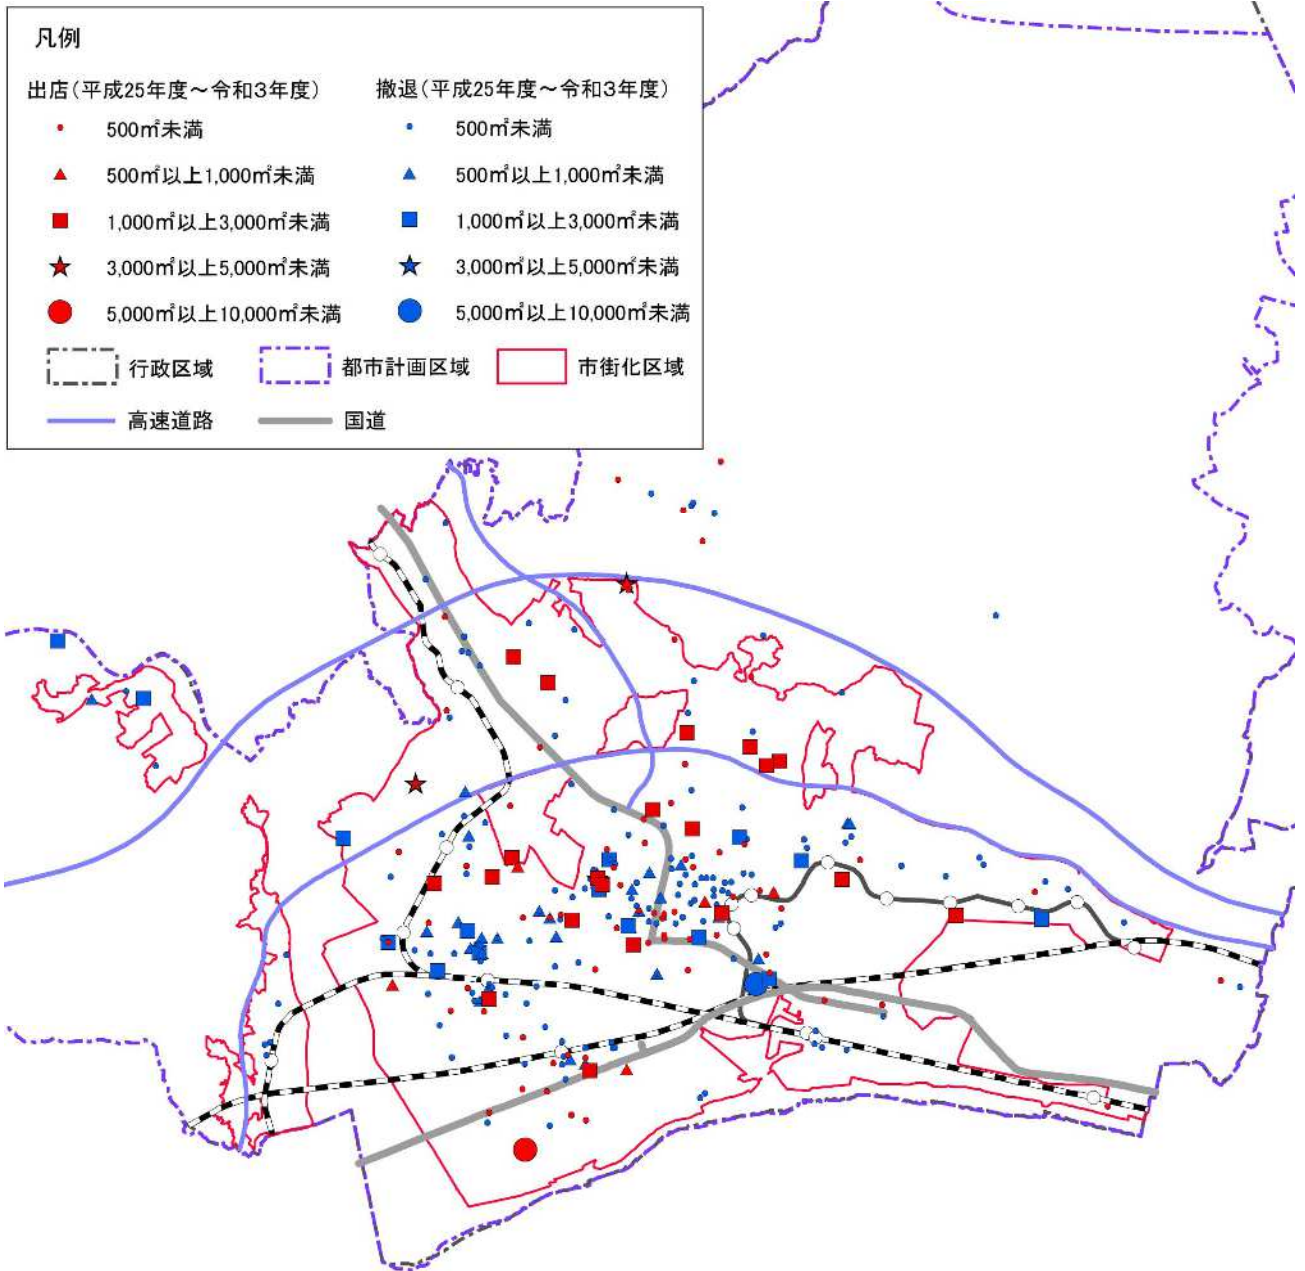 凡例
出店(平成25年度～令和3年度) 撤退(平成25年度～令和3年度)
500㎡未満 500㎡未満
500㎡以上1,000㎡未満 500㎡以上1,000㎡未満
1,000㎡以上3,000㎡未満 1,000㎡以上3,000㎡未満
3,000㎡以上5,000㎡未満 3,000㎡以上5,000㎡未満
5,000㎡以上10,000㎡未満 5,000㎡以上10,000㎡未満
行政区域 都市計画区域 市街化区域
高速道路 国道